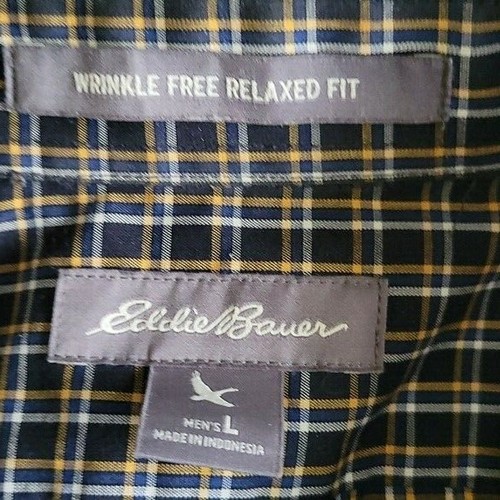 WRINKLE FREE RELAXED FIT
Eddie Bauer
MEN'S L
MADE IN INDONESIA